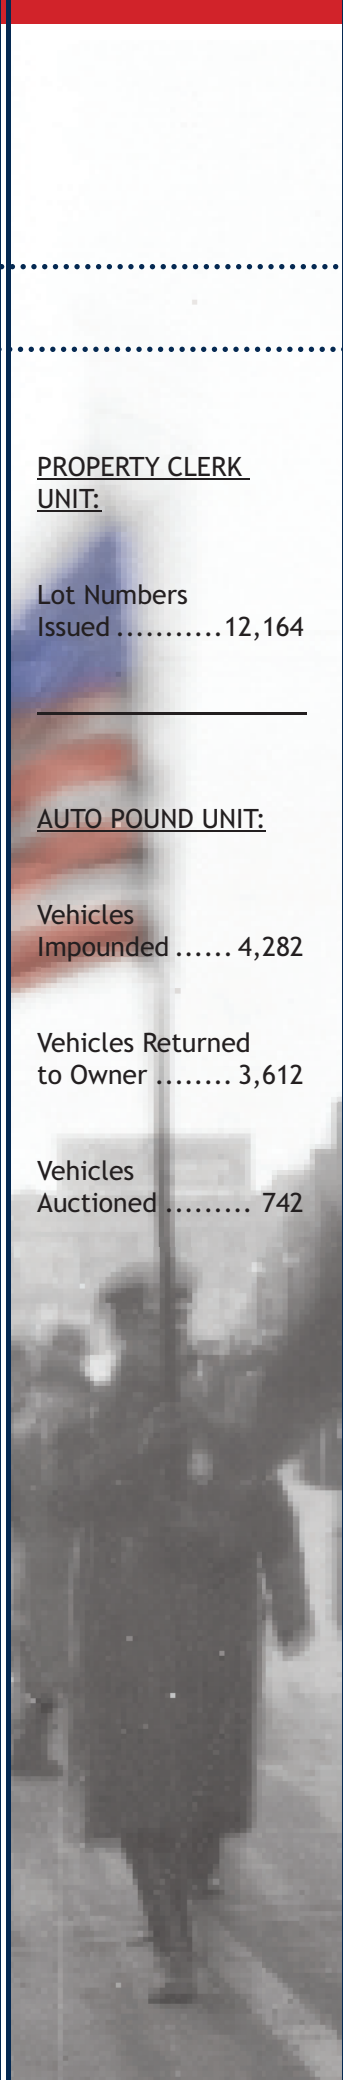 PROPERTY CLERK
UNIT:
Lot Numbers
Issued ...........12,164
AUTO POUND UNIT:
Vehicles
Impounded ...... 4,282
Vehicles Returned
to Owner ........ 3,612
Vehicles
Auctioned ......... 742